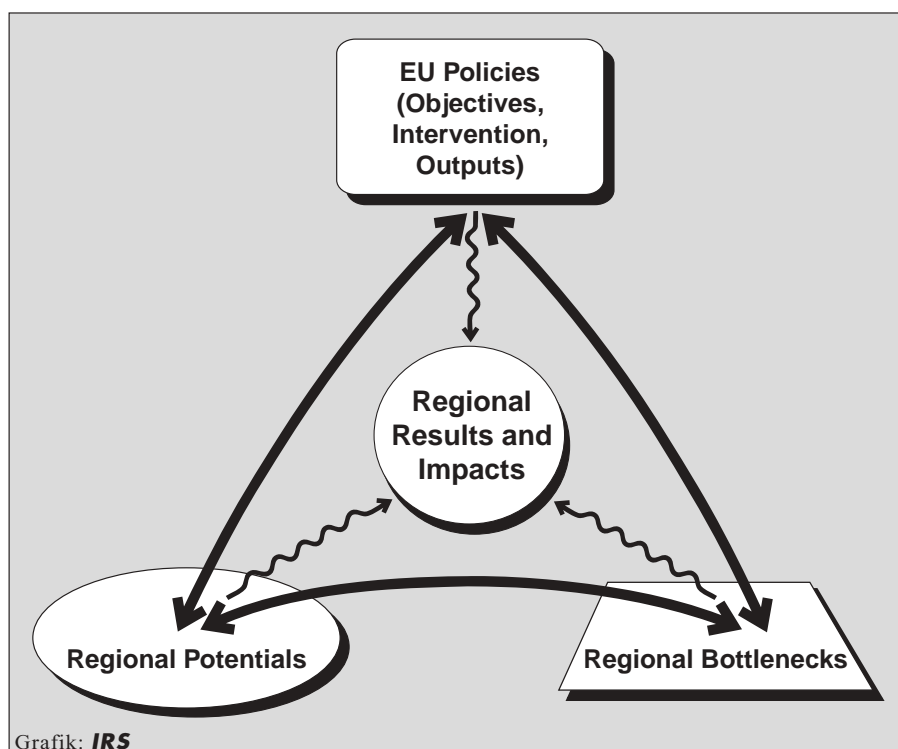 EU Policies
(Objectives,
Intervention,
Outputs)
Regional
Results and
Impacts
Regional Potentials
Regional Bottlenecks
Grafik: IRS